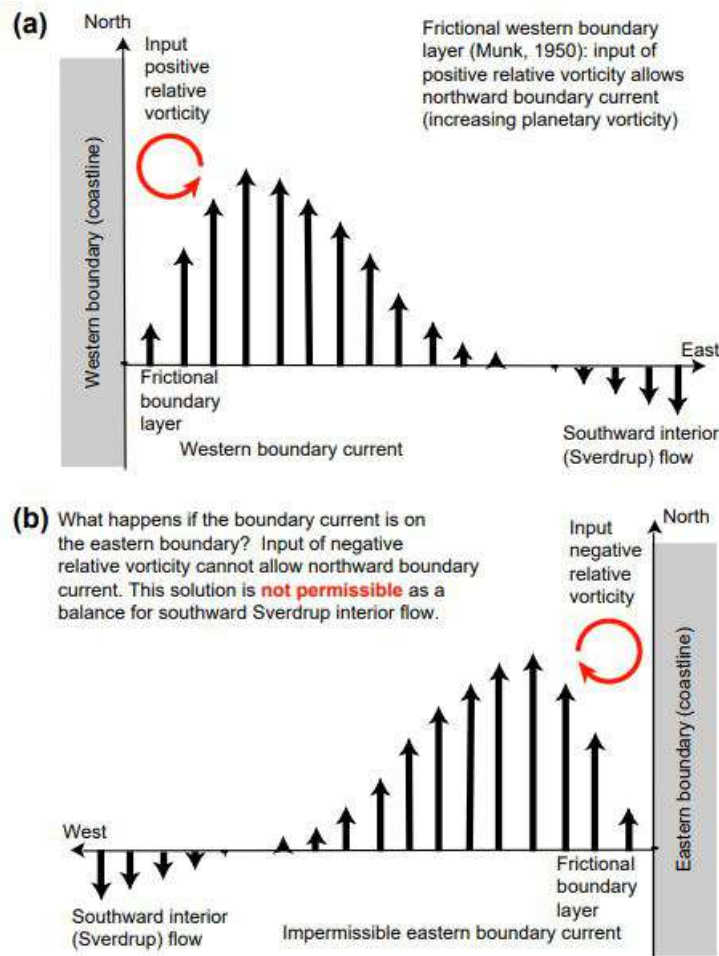 (a)
North
Input
positive
relative
vorticity
Frictional western boundary
layer (Munk, 1950): input of
positive relative vorticity allows
northward boundary current
(increasing planetary vorticity)
Western boundary (coastline)
East
Frictional
boundary
layer
Western boundary current
Southward interior
(Sverdrup) flow
(b)
What happens if the boundary current is on
the eastern boundary? Input of negative
relative vorticity cannot allow northward boundary
current. This solution is not permissible as a
balance for southward Sverdrup interior flow.
Input
negative
relative
vorticity
North
Eastern boundary (coastline)
West
Southward interior
(Sverdrup) flow
Frictional
boundary
layer
Impermissible eastern boundary current